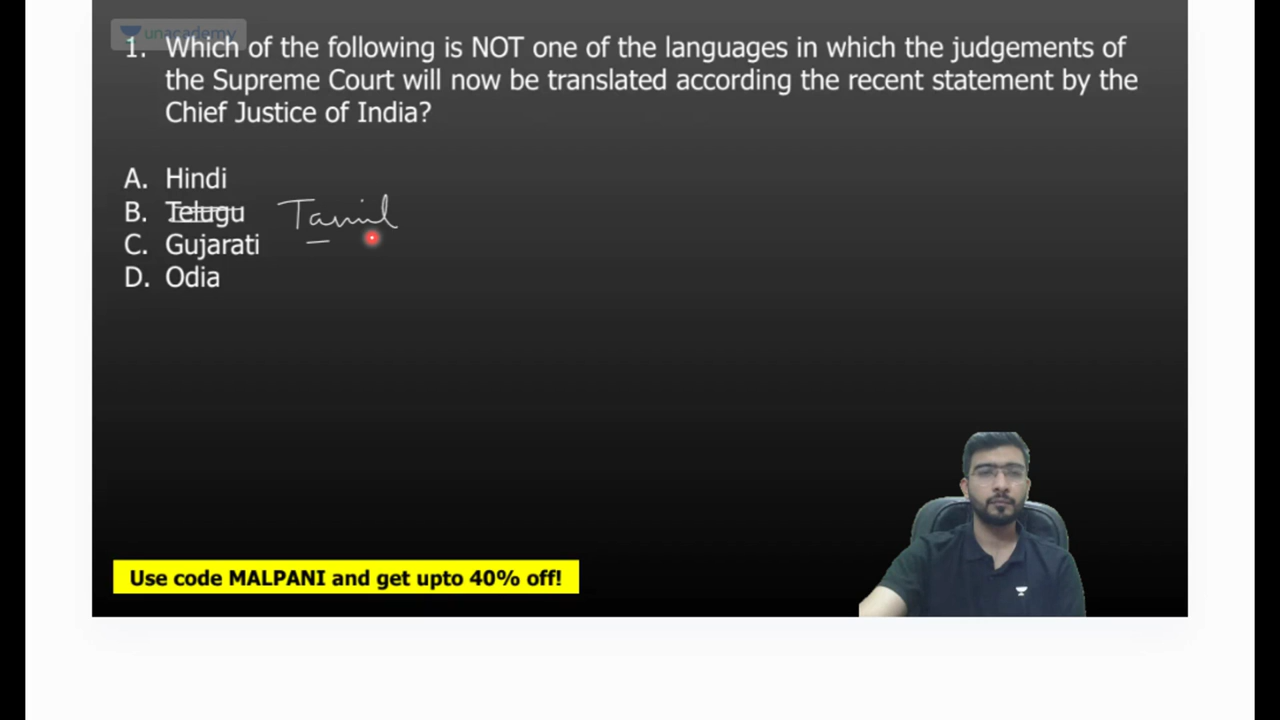 unacademy
1. Which of the following is NOT one of the languages in which the judgements of
the Supreme Court will now be translated according the recent statement by the
Chief Justice of India?
A. Hindi
B. Telugu Tamil
C. Gujarati
D. Odia
Use code MALPANI and get upto 40% off!